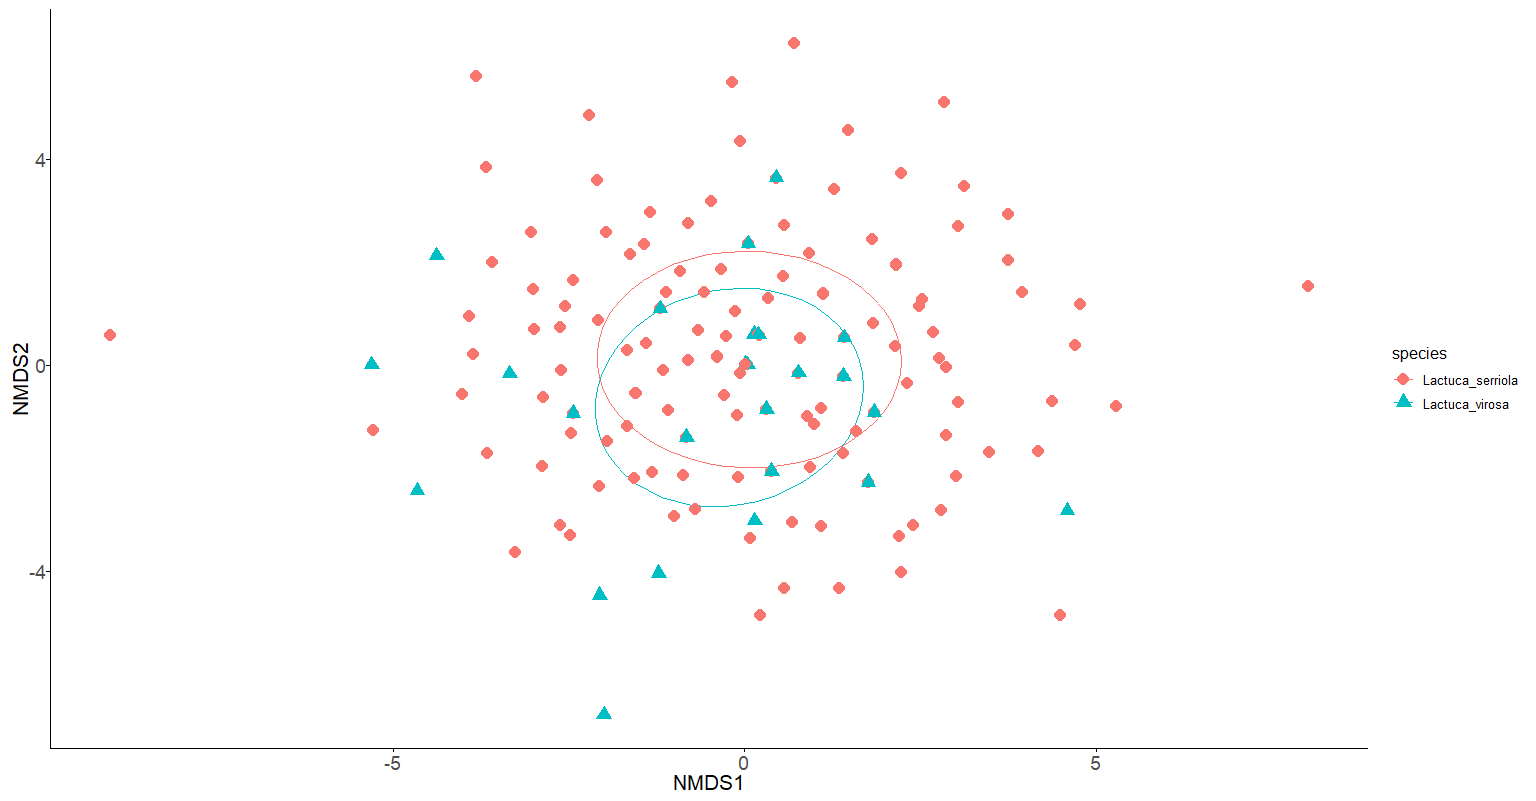 4
0
-4
NMDS2
-5
0
5
NMDS1
species
Lactuca_serriola
Lactuca_virosa